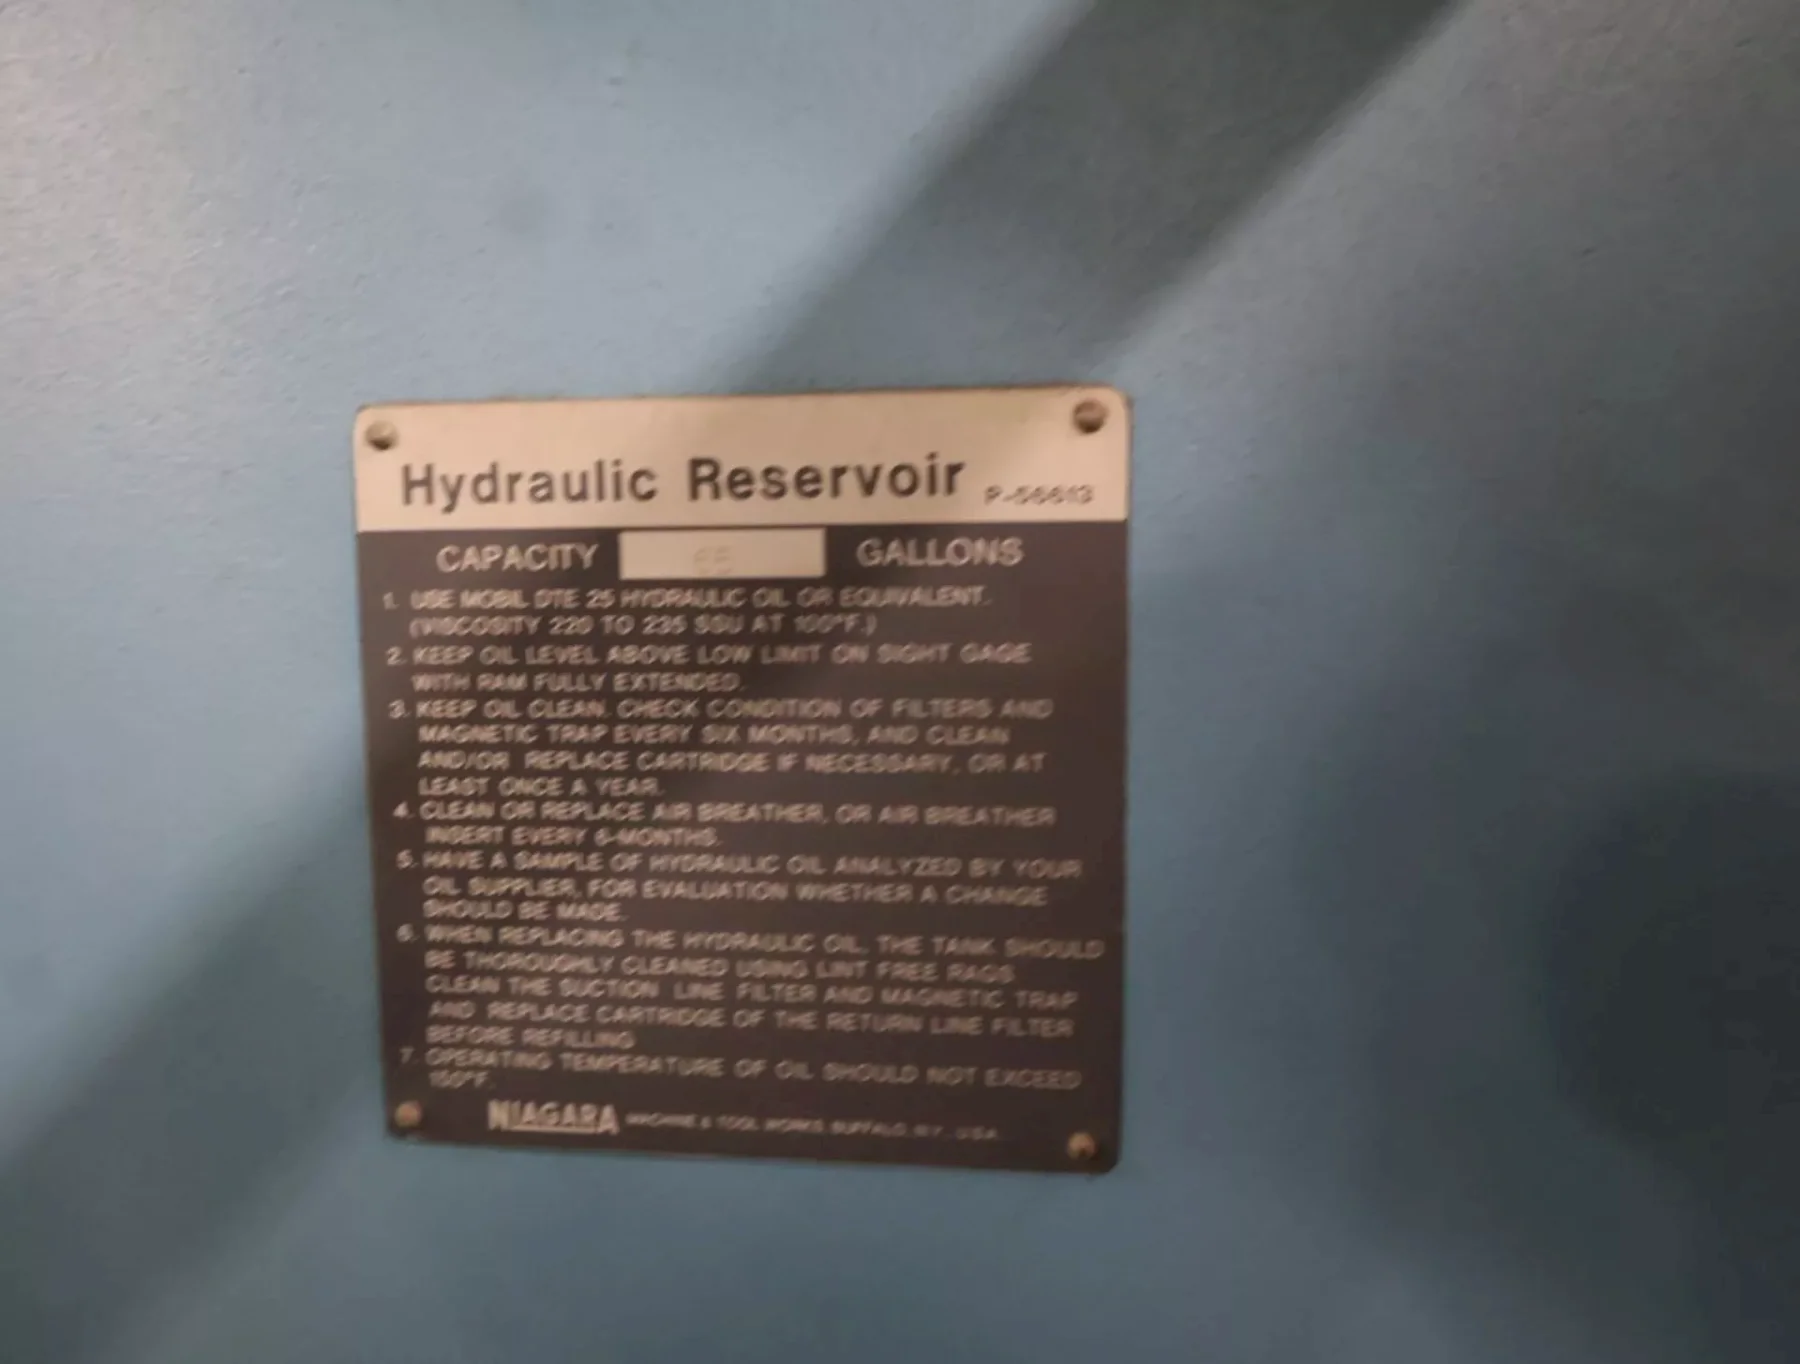 Hydraulic Reservoir P-56613
CAPACITY GALLONS
1. USE MOBIL DTE 25 HYDRAULIC OIL OR EQUIVALENT.
(VISCOSITY 220 TO 235 SSU AT 100°F.)
2. KEEP OIL LEVEL ABOVE LOW LIMIT ON SIGHT GAGE
WITH RAM FULLY EXTENDED.
3. KEEP OIL CLEAN. CHECK CONDITION OF FILTERS AND
MAGNETIC TRAP EVERY SIX MONTHS, AND CLEAN
AND/OR REPLACE CARTRIDGE IF NECESSARY, OR AT
LEAST ONCE A YEAR.
4. CLEAN OR REPLACE AIR BREATHER, OR AIR BREATHER
INSERT EVERY 6-MONTHS.
5. HAVE A SAMPLE OF HYDRAULIC OIL ANALYZED BY YOUR
OIL SUPPLIER, FOR EVALUATION WHETHER A CHANGE
SHOULD BE MADE.
6. WHEN REPLACING THE HYDRAULIC OIL, THE TANK SHOULD
BE THOROUGHLY CLEANED USING LINT FREE RAGS
CLEAN THE SUCTION LINE FILTER AND MAGNETIC TRAP
AND REPLACE CARTRIDGE OF THE RETURN LINE FILTER
BEFORE REFILLING
7. OPERATING TEMPERATURE OF OIL SHOULD NOT EXCEED
NIAGARA MACHINE & TOOL WORKS BUFFALO, N.Y., U.S.A.